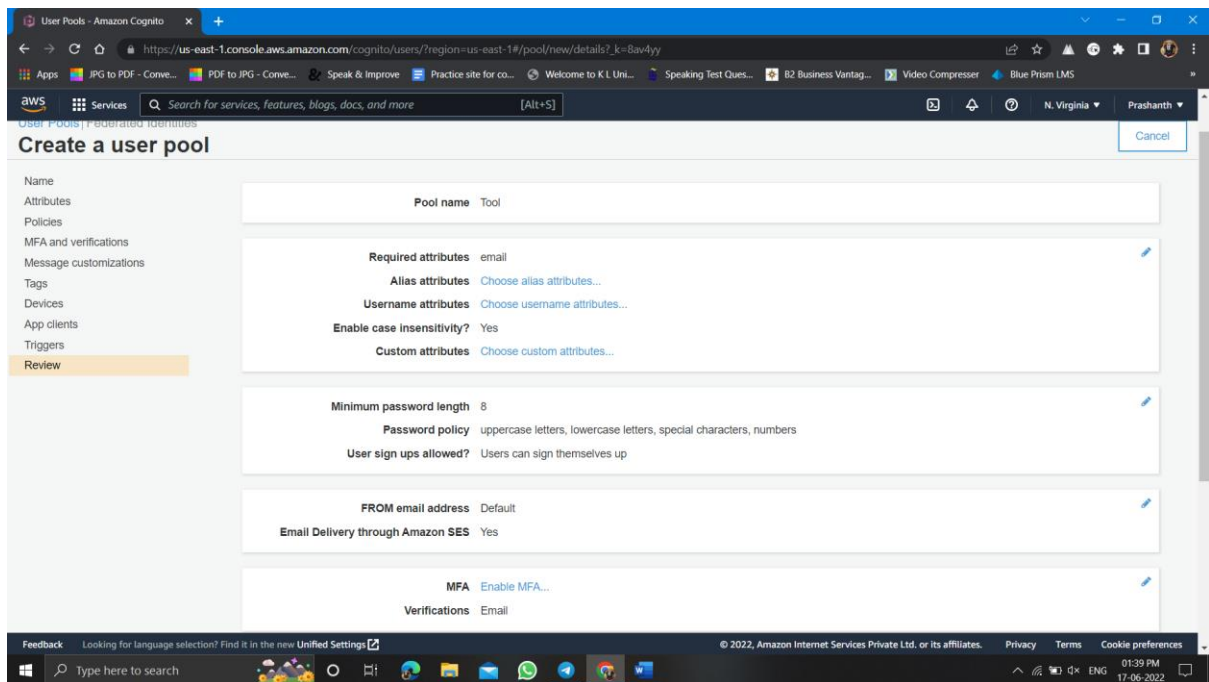 User Pools - Amazon Cognito
https://us-east-1.console.aws.amazon.com/cognito/users/?region=us-east-1#/pool/new/details?_k=8av4yy
Apps JPG to PDF - Conve... PDF to JPG - Conve... Speak & Improve Practice site for co... Welcome to K L Uni... Speaking Test Ques... B2 Business Vantag... Video Compresser Blue Prism LMS »
aws Services Search for services, features, blogs, docs, and more [Alt+S] N. Virginia Prashanth
User Pools | Federated Identities
Create a user pool
Cancel
Name
Attributes
Policies
MFA and verifications
Message customizations
Tags
Devices
App clients
Triggers
Review
Pool name Tool
Required attributes email
Alias attributes Choose alias attributes...
Username attributes Choose username attributes...
Enable case insensitivity? Yes
Custom attributes Choose custom attributes...
Minimum password length 8
Password policy uppercase letters, lowercase letters, special characters, numbers
User sign ups allowed? Users can sign themselves up
FROM email address Default
Email Delivery through Amazon SES Yes
MFA Enable MFA...
Verifications Email
Feedback Looking for language selection? Find it in the new Unified Settings © 2022, Amazon Internet Services Private Ltd. or its affiliates. Privacy Terms Cookie preferences
Type here to search ENG 01:39 PM
17-06-2022